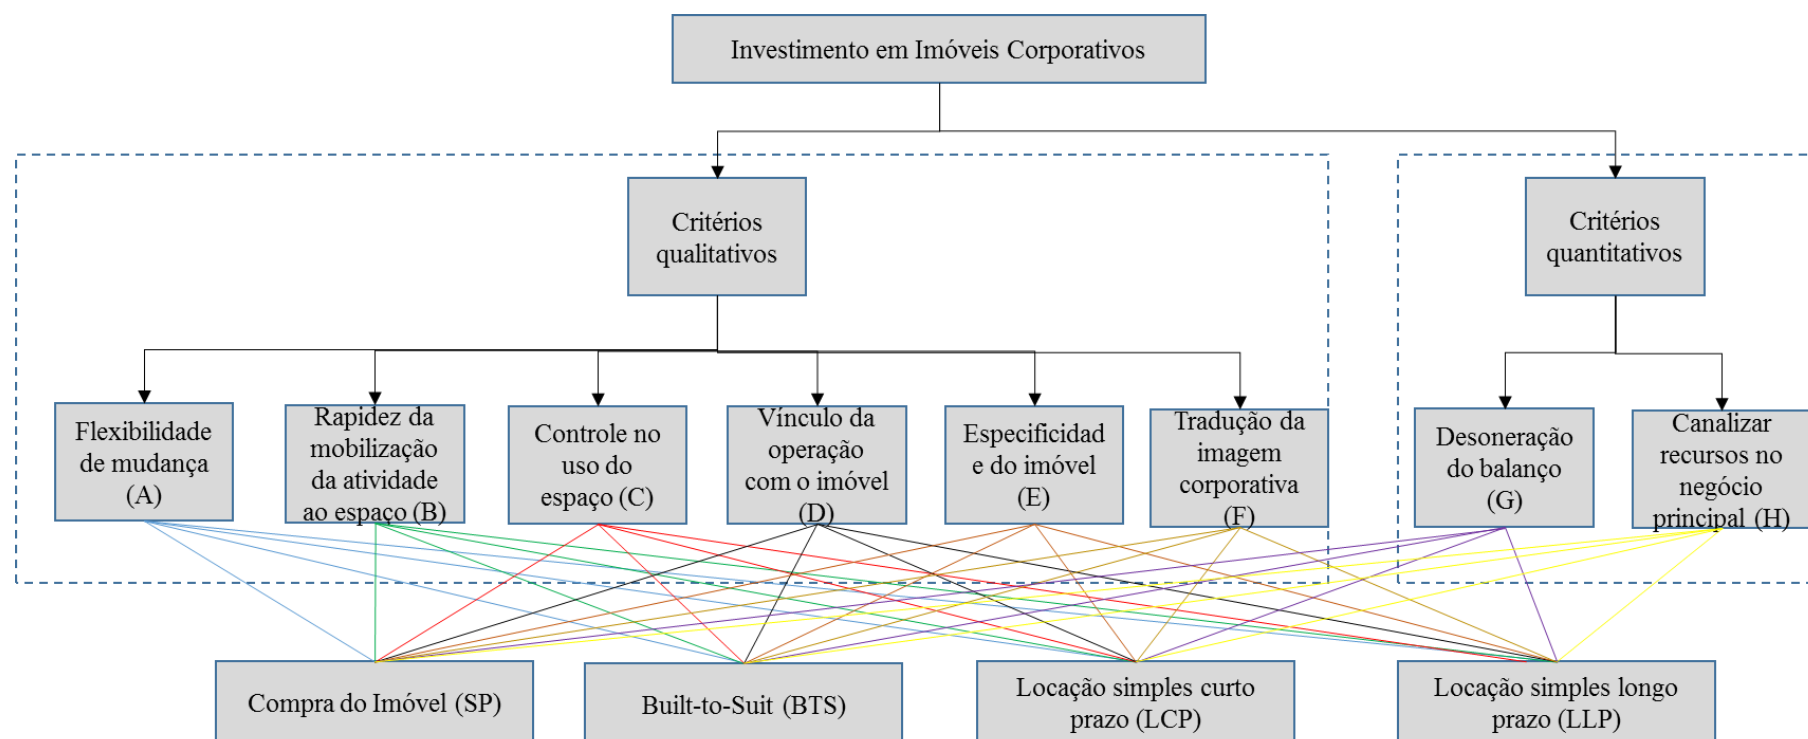 Investimento em Imóveis Corporativos
Critérios
qualitativos
Critérios
quantitativos
Flexibilidade
de mudança
(A)
Rapidez da
mobilização
da atividade
ao espaço (B)
Controle no
uso do
espaço (C)
Vínculo da
operação
com o imóvel
(D)
Especificidad
e do imóvel
(E)
Tradução da
imagem
corporativa
(F)
Desoneração
do balanço
(G)
Canalizar
recursos no
negócio
principal (H)
Compra do Imóvel (SP)
Built-to-Suit (BTS)
Locação simples curto
prazo (LCP)
Locação simples longo
prazo (LLP)